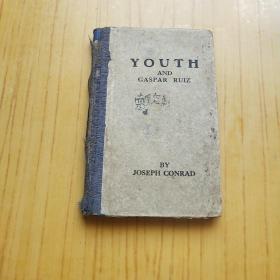 YOUTH
AND
GASPAR RUIZ
BY
JOSEPH CONRAD